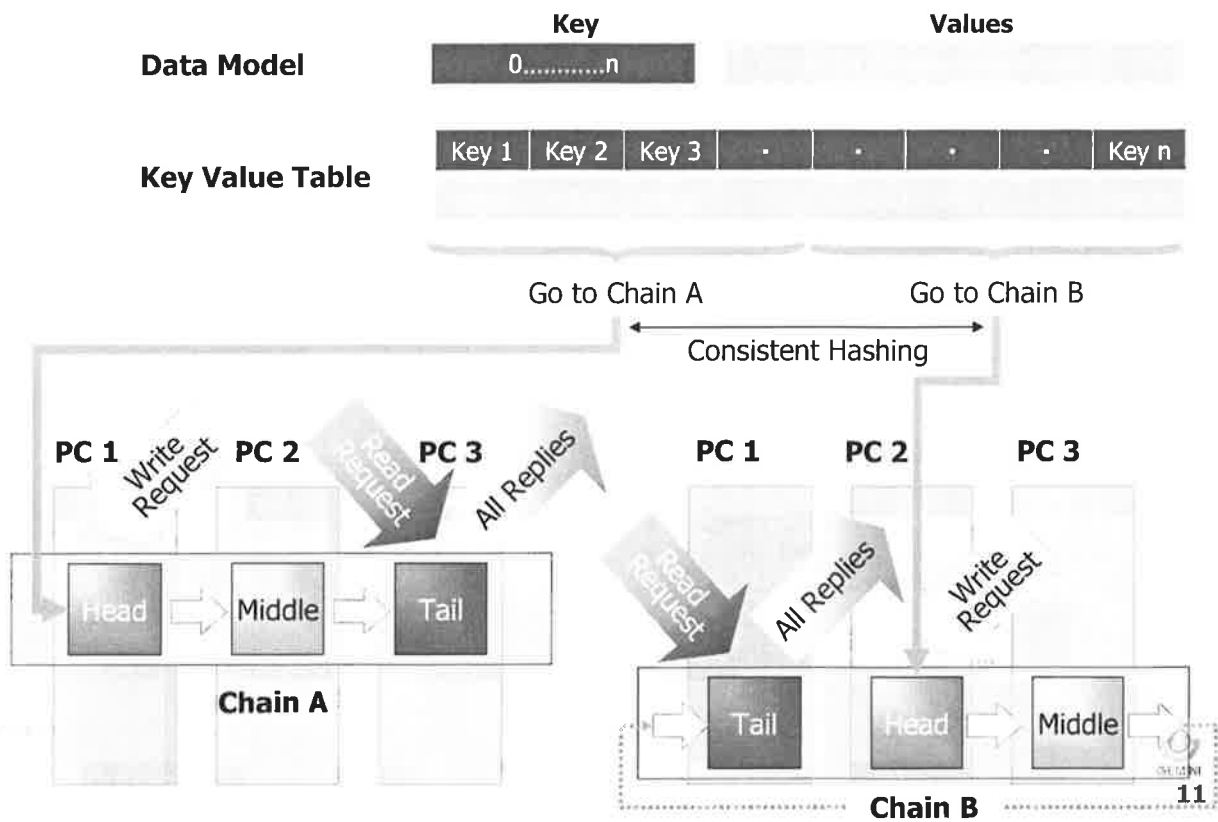 Key
Values
Data Model
0............n
Key Value Table
Key 1 Key 2 Key 3 . . . . Key n
Go to Chain A
Go to Chain B
Consistent Hashing
PC 1
Write
Request
PC 2
Read
Request
PC 3
All Replies
Head
Middle
Tail
Chain A
PC 1
PC 2
PC 3
Read
Request
All Replies
Write
Request
Tail
Head
Middle
Chain B
GEMINI
11